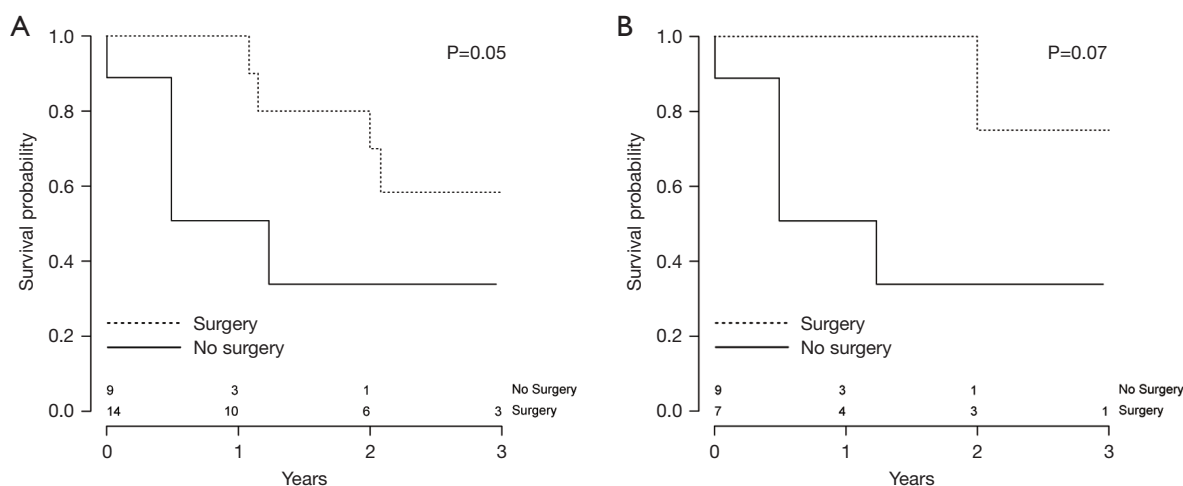 A
P=0.05
Survival probability
1.0
0.8
0.6
0.4
0.2
0.0
Surgery
No surgery
9 3 1 No Surgery
14 10 6 3 Surgery
0 1 2 3
Years
B
P=0.07
Survival probability
1.0
0.8
0.6
0.4
0.2
0.0
Surgery
No surgery
9 3 1 No Surgery
7 4 3 1 Surgery
0 1 2 3
Years